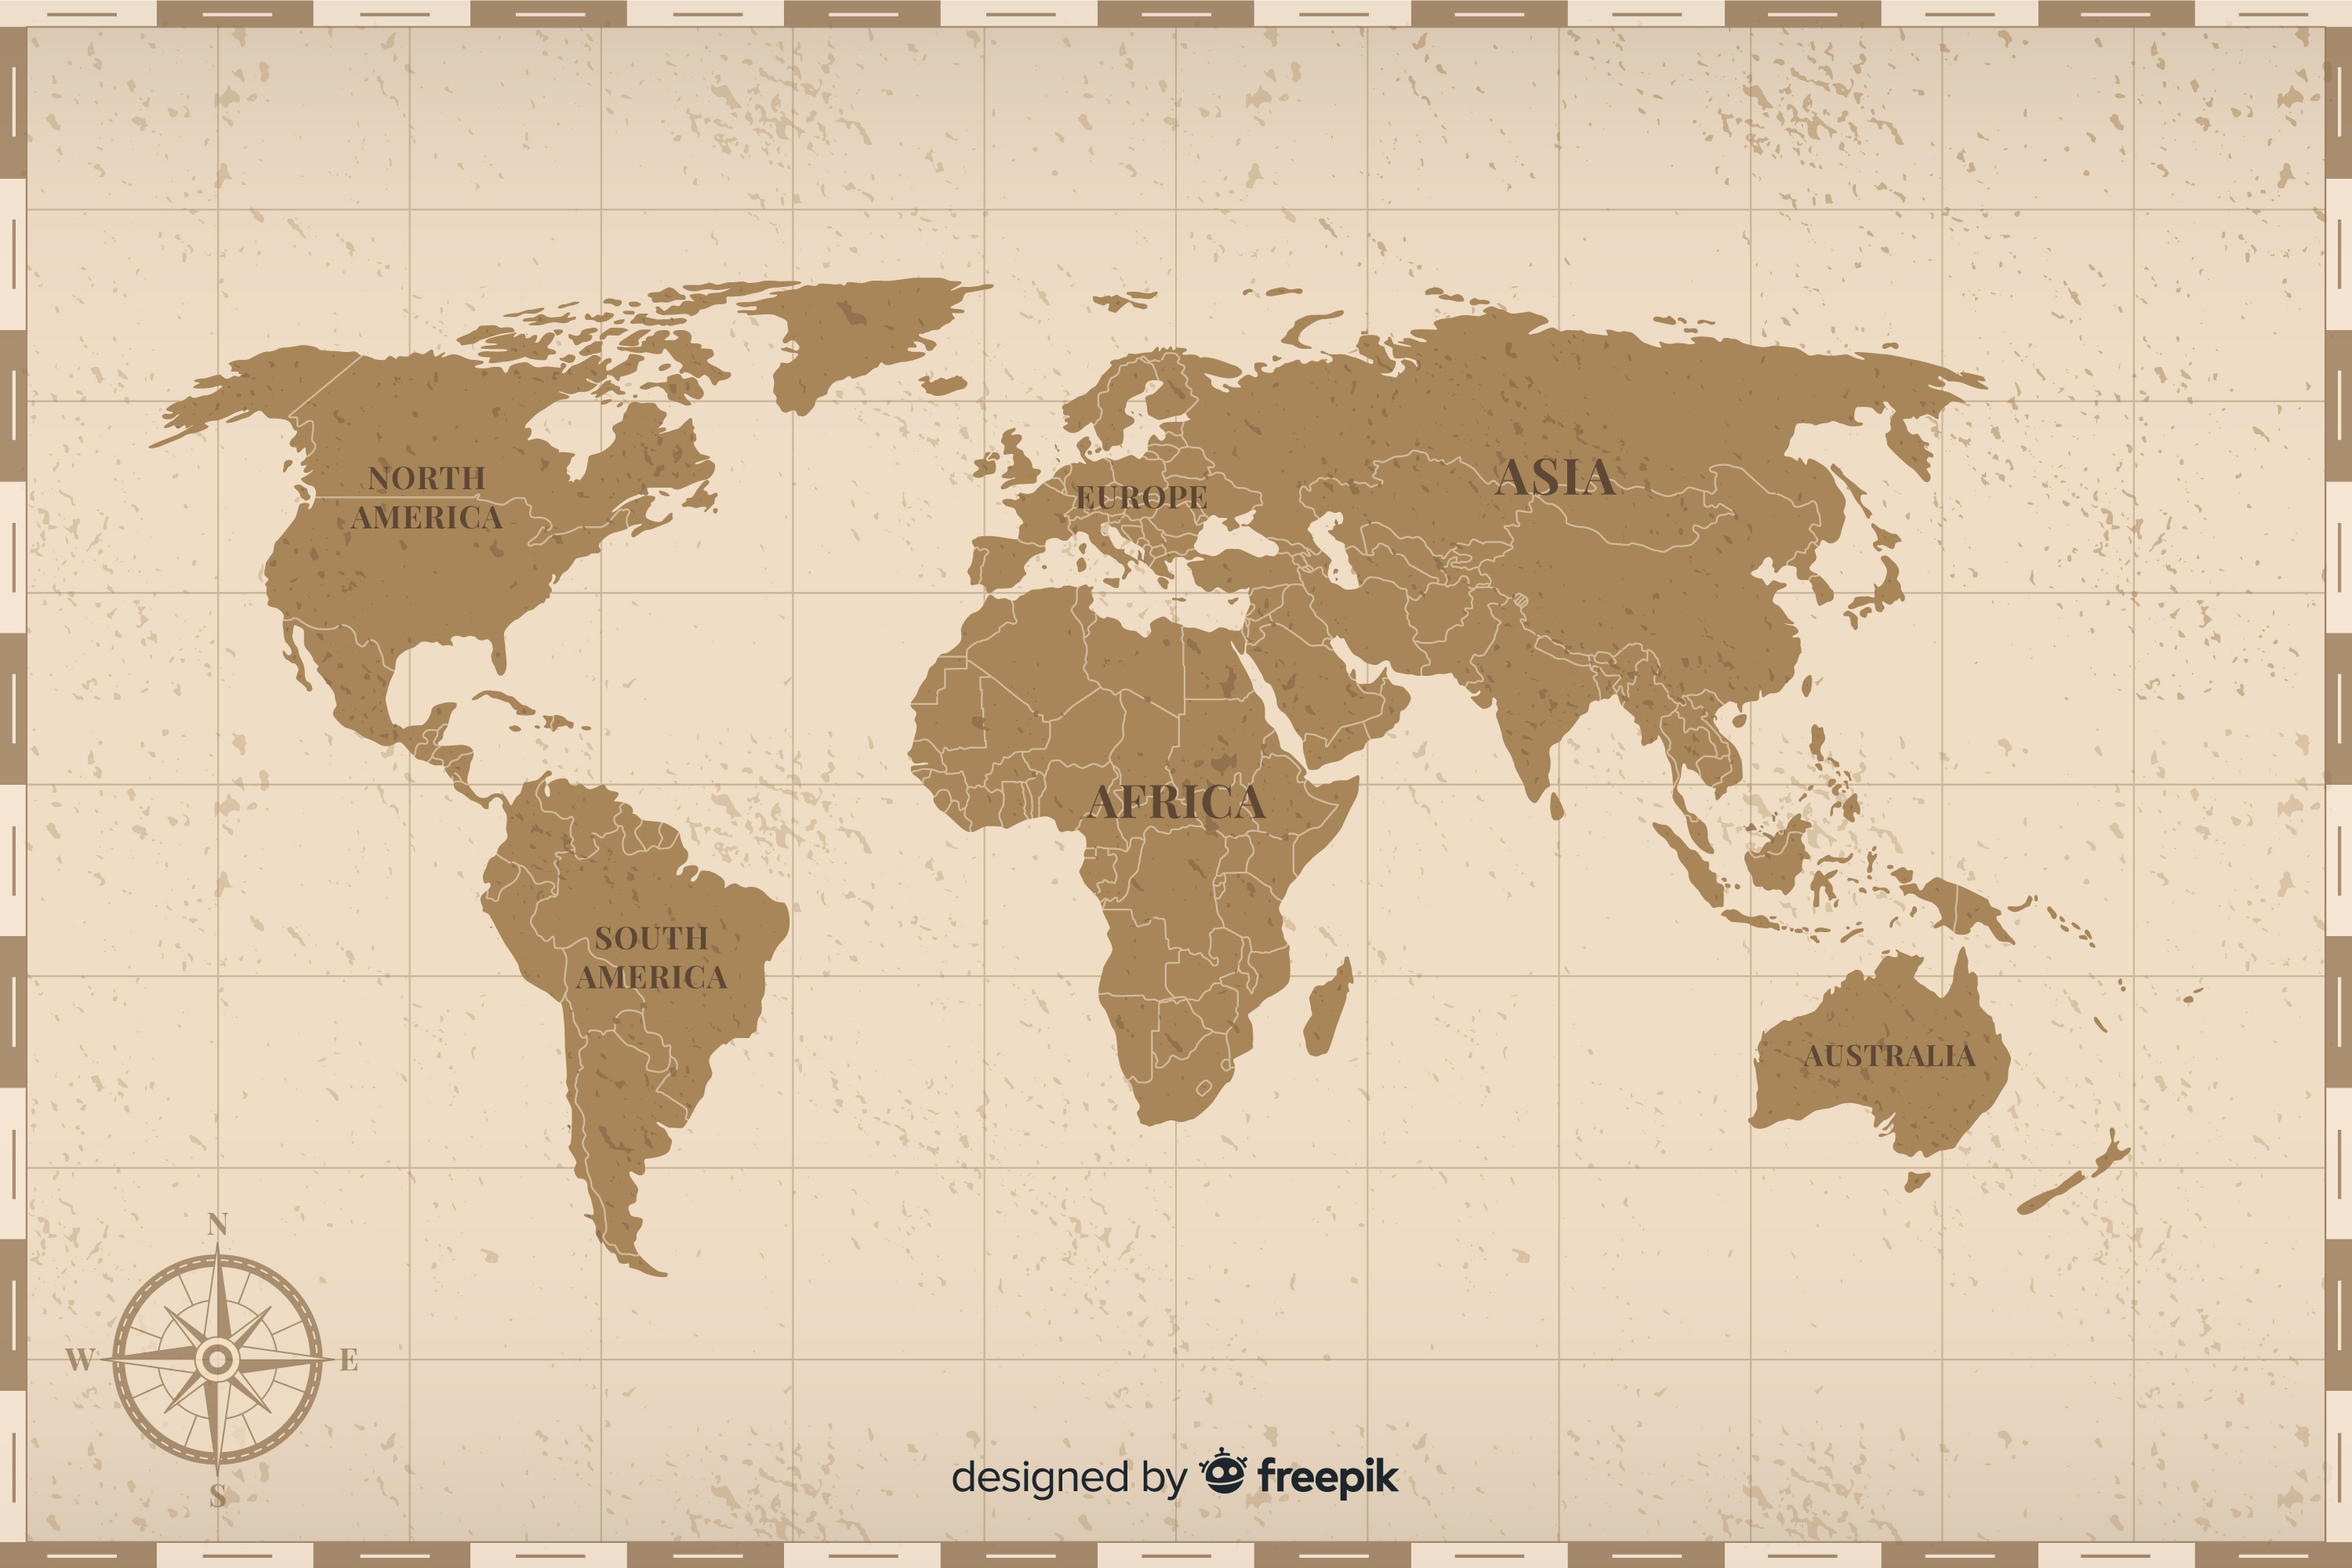 NORTH
AMERICA
EUROPE
ASIA
AFRICA
SOUTH
AMERICA
AUSTRALIA
N
W
E
S
designed by freepik